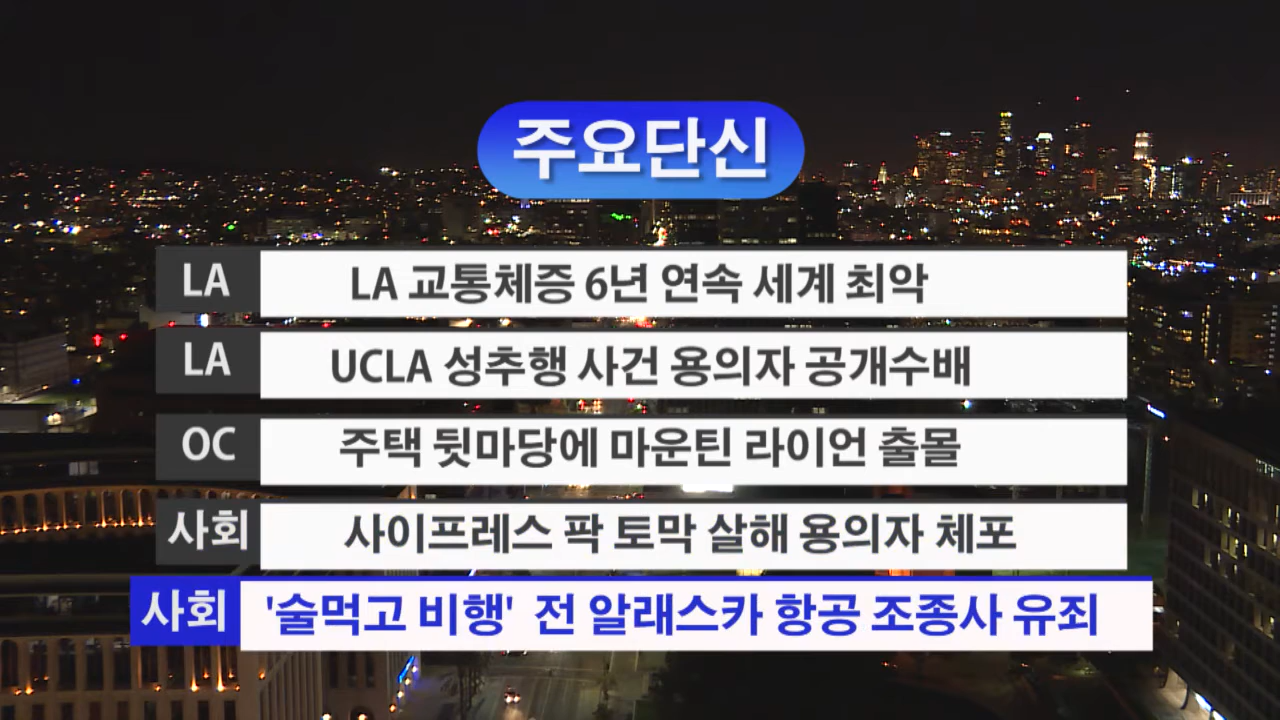 주요단신
LA LA 교통체증 6년 연속 세계 최악
LA UCLA 성추행 사건 용의자 공개수배
OC 주택 뒷마당에 마운틴 라이언 출몰
사회 사이프레스 팍 토막 살해 용의자 체포
사회 '술먹고 비행' 전 알래스카 항공 조종사 유죄